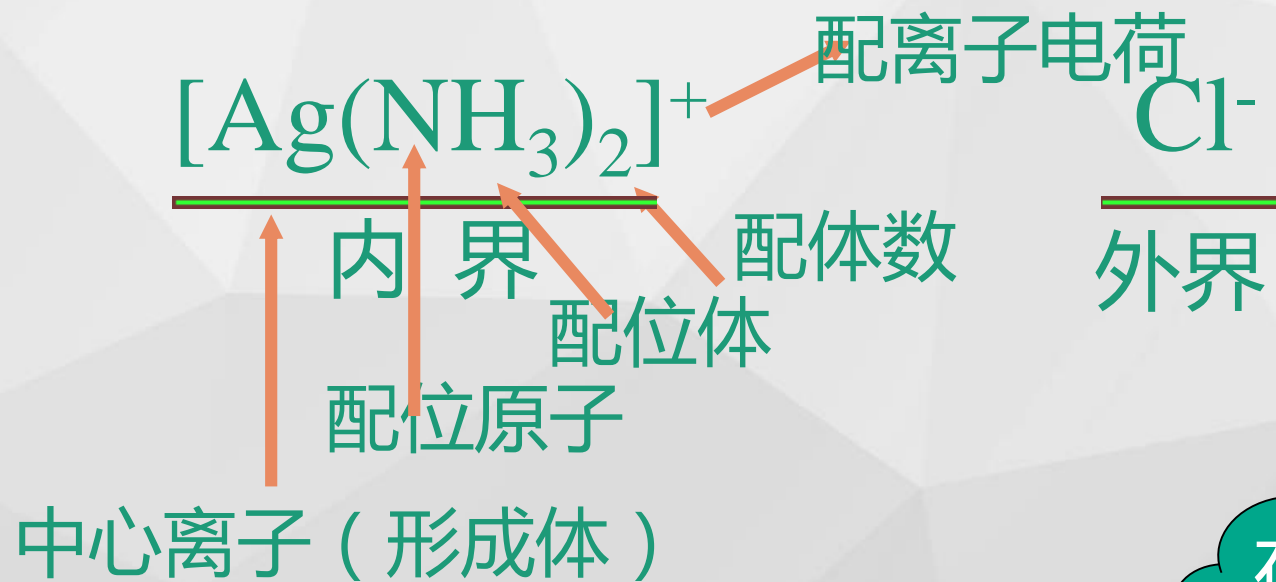 配离子电荷
[Ag(NH₃)₂]⁺ Cl⁻
内 界
配体数
外界
配位体
配位原子
中心离子（形成体）